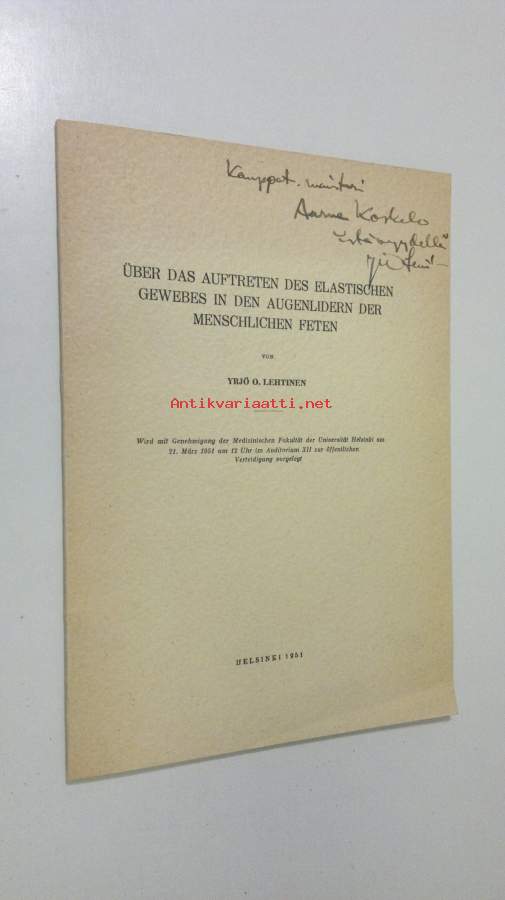 Aarne Koskelo
ystävyydellä
ÜBER DAS AUFTRETEN DES ELASTISCHEN
GEWEBES IN DEN AUGENLIDERN DER
MENSCHLICHEN FETEN
VON
YRJÖ O. LEHTINEN
Antikvariaatti.net
Wird mit Genehmigung der Medizinischen Fakultät der Universität Helsinki am
21. März 1951 um 12 Uhr im Auditorium XII zur öffentlichen
Verteidigung vorgelegt
HELSINKI 1951